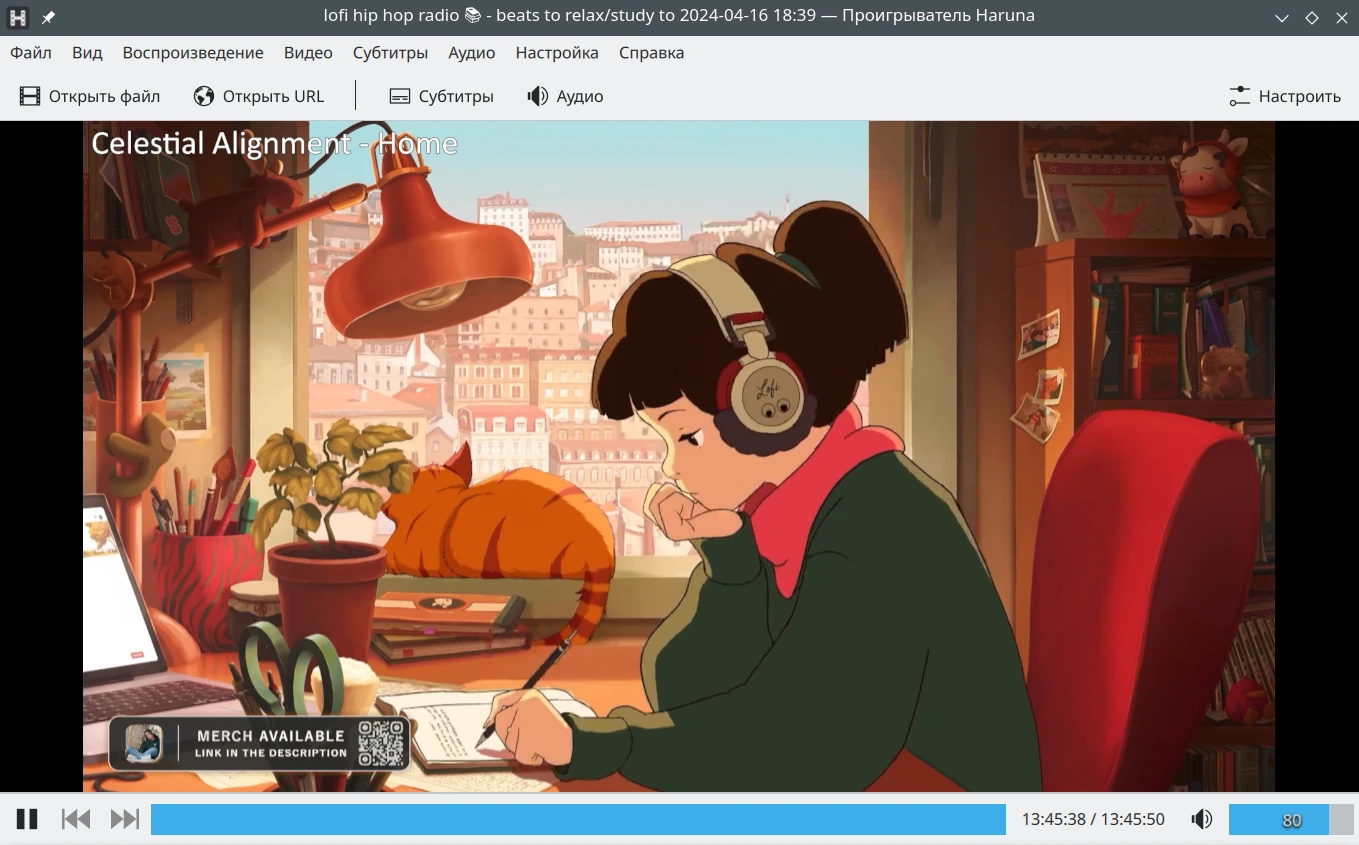 lofi hip hop radio 📚 - beats to relax/study to 2024-04-16 18:39 — Проигрыватель Haruna
Файл Вид Воспроизведение Видео Субтитры Аудио Настройка Справка
Открыть файл Открыть URL Субтитры Аудио Настроить
Celestial Alignment - Home
Lofi
MERCH AVAILABLE
LINK IN THE DESCRIPTION
13:45:38 / 13:45:50 80